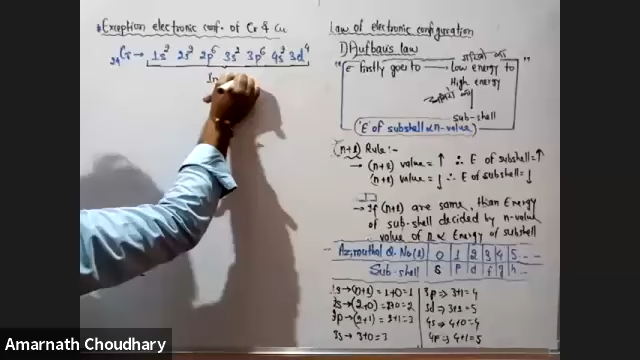 Exception electronic conf. of Cr & Cu
24Cr → 1s² 2s² 2p⁶ 3s² 3p⁶ 4s² 3d⁴
In
Law of electronic configuration
1) Aufbau's law
"e⁻ firstly goes to → Low energy to
High energy
sub-shell "
('E' of subshell ∝ n-value)
(n+l) Rule :-
→ (n+l) value = ↑ ∴ E of subshell = ↑
(n+l) value = ↓ ∴ E of subshell = ↓
→ If (n+l) are same, than Energy
of sub-shell decided by n-value
value of n ∝ Energy of subshell
Azimuthal Q. No (l) 0 1 2 3 4 5 ...
Sub-shell s p d f g h ...
1s → (n+l) = 1+0 = 1
2s → (2+0) = 2+0 = 2
2p → (2+1) = 2+1 = 3
3s → 3+0 = 3
3p → 3+1 = 4
3d → 3+2 = 5
4s → 4+0 = 4
4p → 4+1 = 5
Amarnath Choudhary